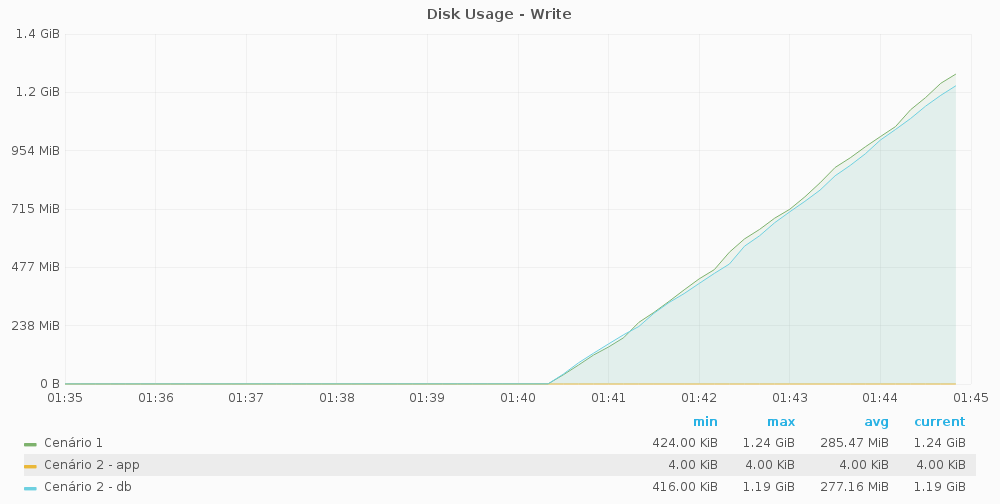 Disk Usage - Write
1.4 GiB
1.2 GiB
954 MiB
715 MiB
477 MiB
238 MiB
0 B
01:35 01:36 01:37 01:38 01:39 01:40 01:41 01:42 01:43 01:44 01:45
min max avg current
Cenário 1 424.00 KiB 1.24 GiB 285.47 MiB 1.24 GiB
Cenário 2 - app 4.00 KiB 4.00 KiB 4.00 KiB 4.00 KiB
Cenário 2 - db 416.00 KiB 1.19 GiB 277.16 MiB 1.19 GiB